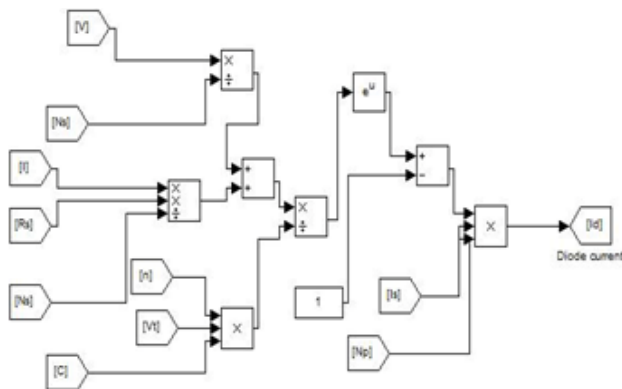 [V]
×
÷
[Ns]
e^u
[I]
×
×
÷
+
+
+
−
[Rs]
×
÷
×
[Id]
Diode current
[Ns]
[n]
1
[Is]
[Vt]
×
[Np]
[C]